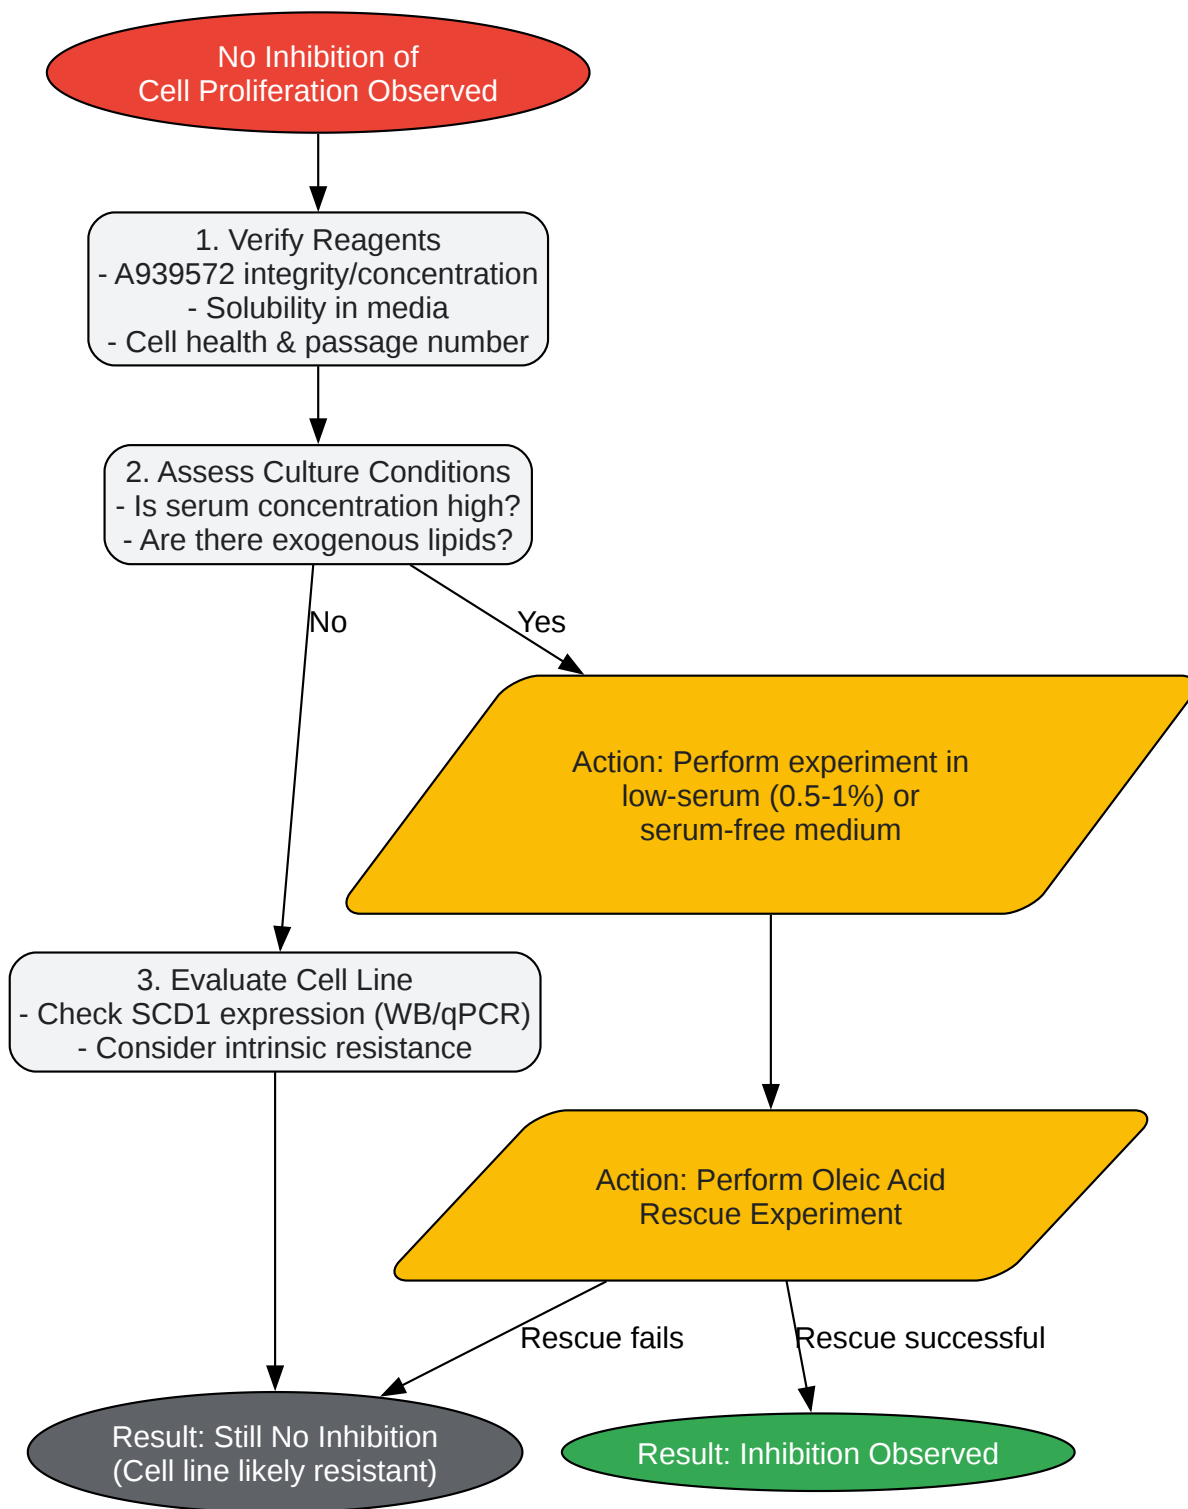 No Inhibition of
Cell Proliferation Observed
1. Verify Reagents
- A939572 integrity/concentration
- Solubility in media
- Cell health & passage number
2. Assess Culture Conditions
- Is serum concentration high?
- Are there exogenous lipids?
No
Yes
Action: Perform experiment in
low-serum (0.5-1%) or
serum-free medium
3. Evaluate Cell Line
- Check SCD1 expression (WB/qPCR)
- Consider intrinsic resistance
Action: Perform Oleic Acid
Rescue Experiment
Rescue fails
Rescue successful
Result: Still No Inhibition
(Cell line likely resistant)
Result: Inhibition Observed